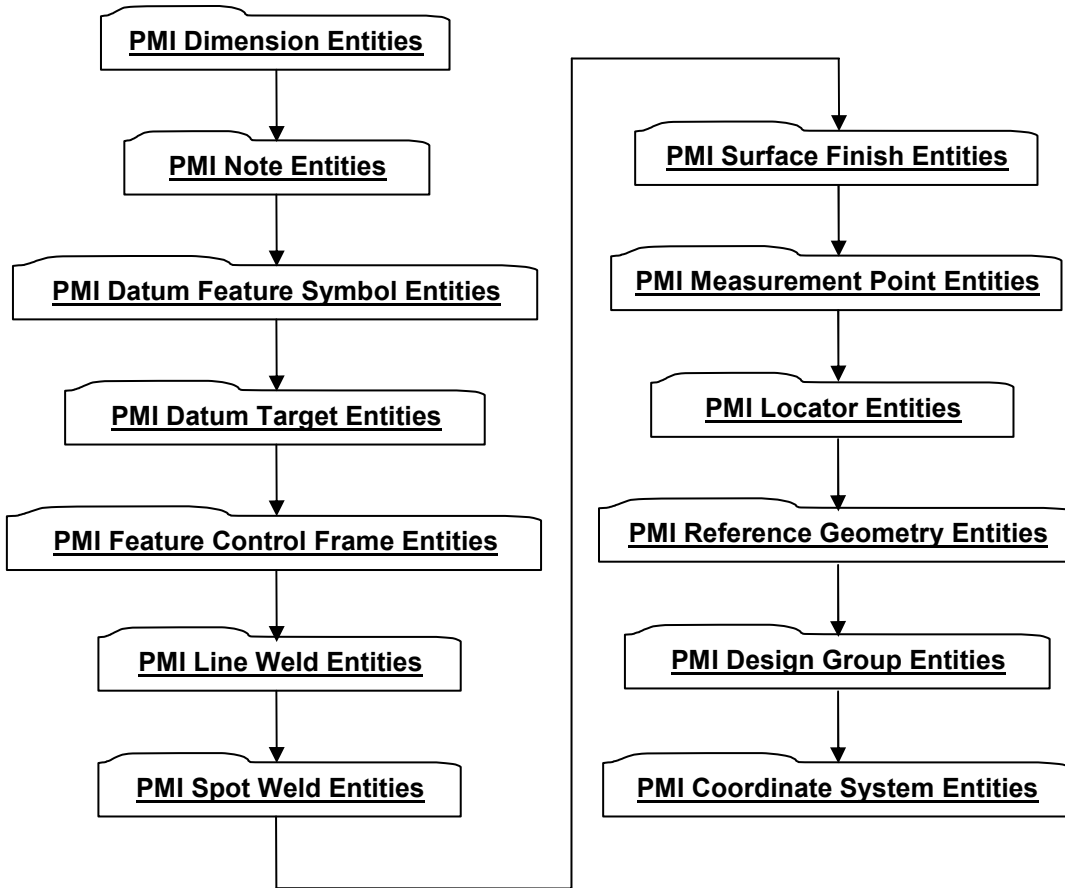 PMI Dimension Entities
PMI Note Entities
PMI Datum Feature Symbol Entities
PMI Datum Target Entities
PMI Feature Control Frame Entities
PMI Line Weld Entities
PMI Spot Weld Entities
PMI Surface Finish Entities
PMI Measurement Point Entities
PMI Locator Entities
PMI Reference Geometry Entities
PMI Design Group Entities
PMI Coordinate System Entities